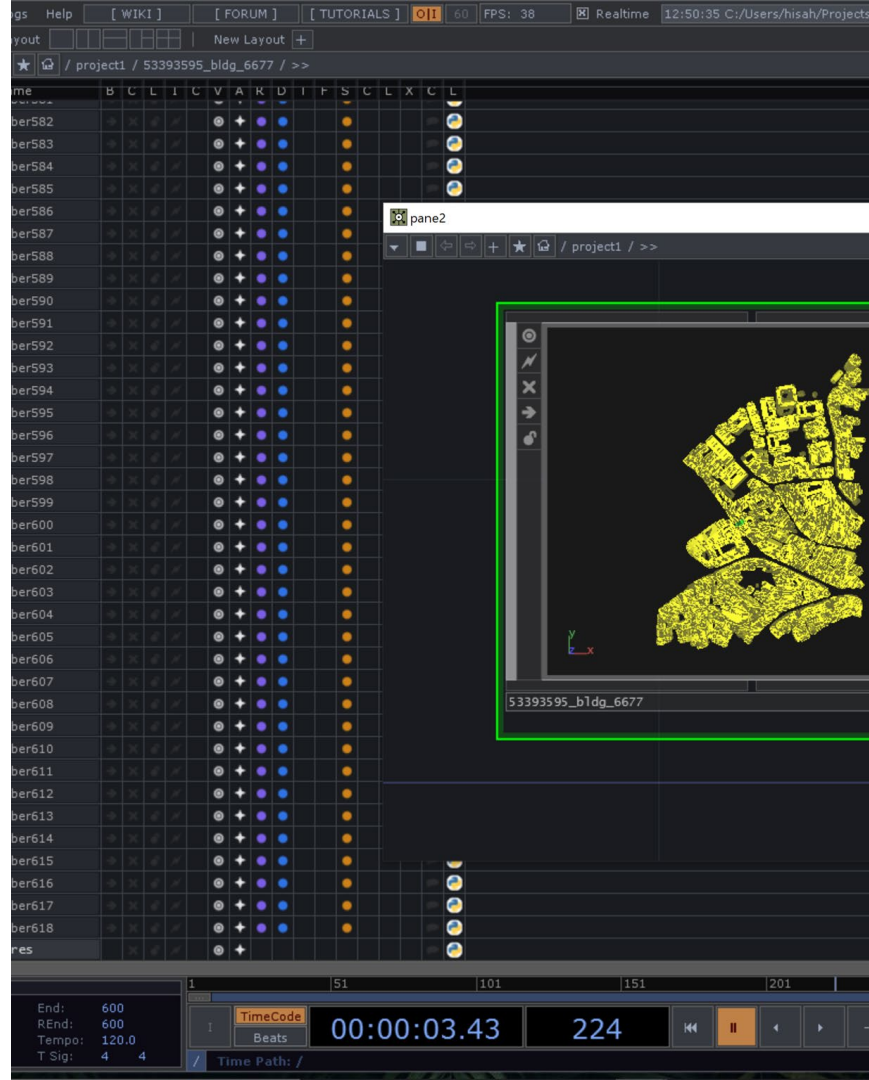 Help [ WIKI ] [ FORUM ] [ TUTORIALS ] O|I 60 FPS: 38 Realtime 12:50:35 C:/Users/hisah/Projects
New Layout +
/ project1 / 53393595_bldg_6677 / >>
B C L I C V A R D T F S C L X C L
ber582
ber583
ber584
ber585
ber586
ber587
ber588
ber589
ber590
ber591
ber592
ber593
ber594
ber595
ber596
ber597
ber598
ber599
ber600
ber601
ber602
ber603
ber604
ber605
ber606
ber607
ber608
ber609
ber610
ber611
ber612
ber613
ber614
ber615
ber616
ber617
ber618
res
pane2
/ project1 / >>
y
z x
53393595_bldg_6677
1 51 101 151 201
End: 600
REnd: 600
Tempo: 120.0
T Sig: 4 4
I
TimeCode
Beats
00:00:03.43
224
/ Time Path: /